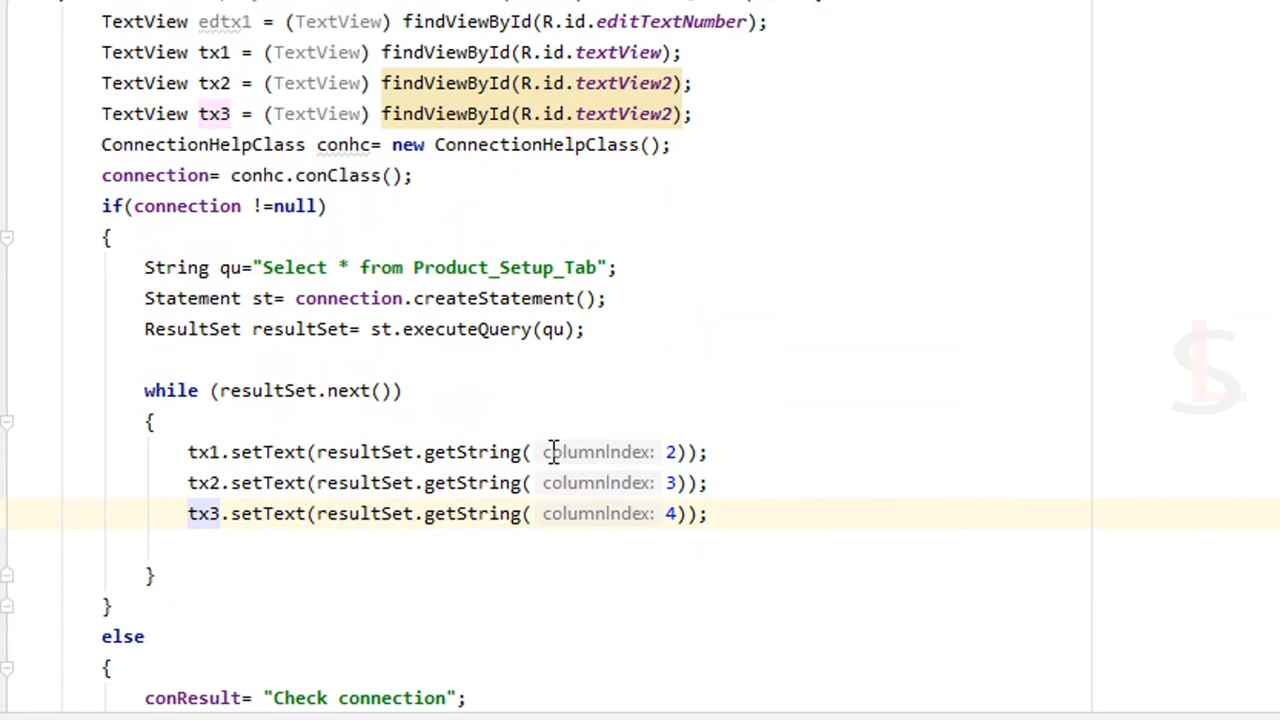 TextView edtx1 = (TextView) findViewById(R.id.editTextNumber);
TextView tx1 = (TextView) findViewById(R.id.textView);
TextView tx2 = (TextView) findViewById(R.id.textView2);
TextView tx3 = (TextView) findViewById(R.id.textView2);
ConnectionHelpClass conhc= new ConnectionHelpClass();
connection= conhc.conClass();
if(connection !=null)
{
String qu="Select * from Product_Setup_Tab";
Statement st= connection.createStatement();
ResultSet resultSet= st.executeQuery(qu);
while (resultSet.next())
{
tx1.setText(resultSet.getString( columnIndex: 2));
tx2.setText(resultSet.getString( columnIndex: 3));
tx3.setText(resultSet.getString( columnIndex: 4));
}
}
else
{
conResult= "Check connection";